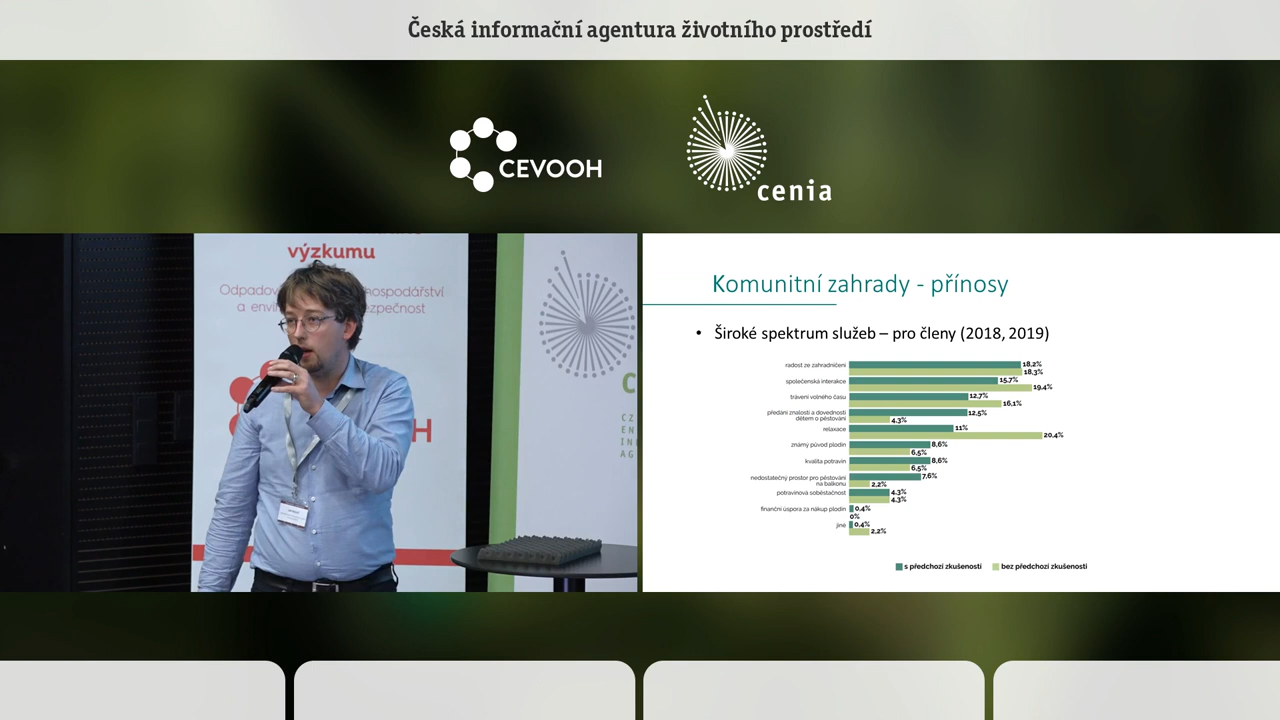 Česká informační agentura životního prostředí
CEVOOH
cenia
výzkumu
Odpadov
hospodářství
a envi
ezpečnost
H
C
CZ
EN
IN
AG
Komunitní zahrady - přínosy
• Široké spektrum služeb – pro členy (2018, 2019)
radost ze zahradničení
18,2%
18,3%
společenská interakce
15,7%
19,4%
trávení volného času
12,7%
16,1%
předání znalostí a dovedností
dětem o pěstování
12,5%
4,3%
relaxace
11%
20,4%
známý původ plodin
8,6%
6,5%
kvalita potravin
8,6%
6,5%
nedostatečný prostor pro pěstování
na balkonu
7,6%
2,2%
potravinová soběstačnost
4,3%
4,3%
finanční úspora za nákup plodin
0,4%
0%
jiné
0,4%
2,2%
s předchozí zkušeností
bez předchozí zkušenosti